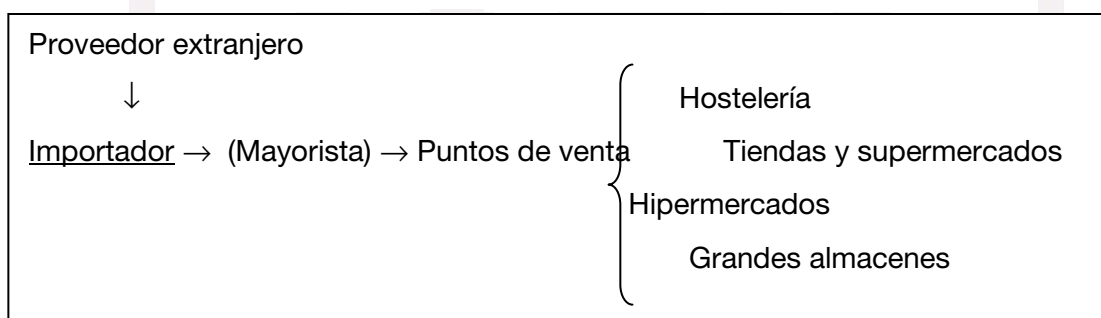 Proveedor extranjero
↓
Hostelería
Importador → (Mayorista) → Puntos de venta
Tiendas y supermercados
Hipermercados
Grandes almacenes